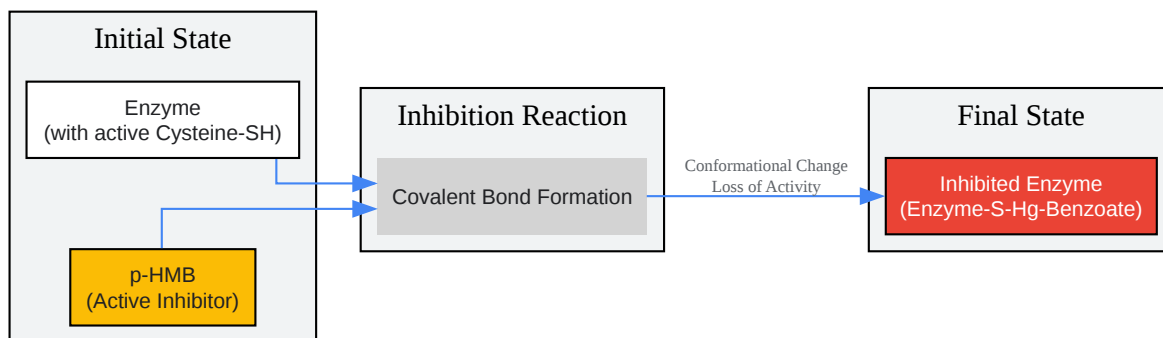 Initial State
Enzyme
(with active Cysteine-SH)
p-HMB
(Active Inhibitor)
Inhibition Reaction
Covalent Bond Formation
Conformational Change
Loss of Activity
Final State
Inhibited Enzyme
(Enzyme-S-Hg-Benzoate)